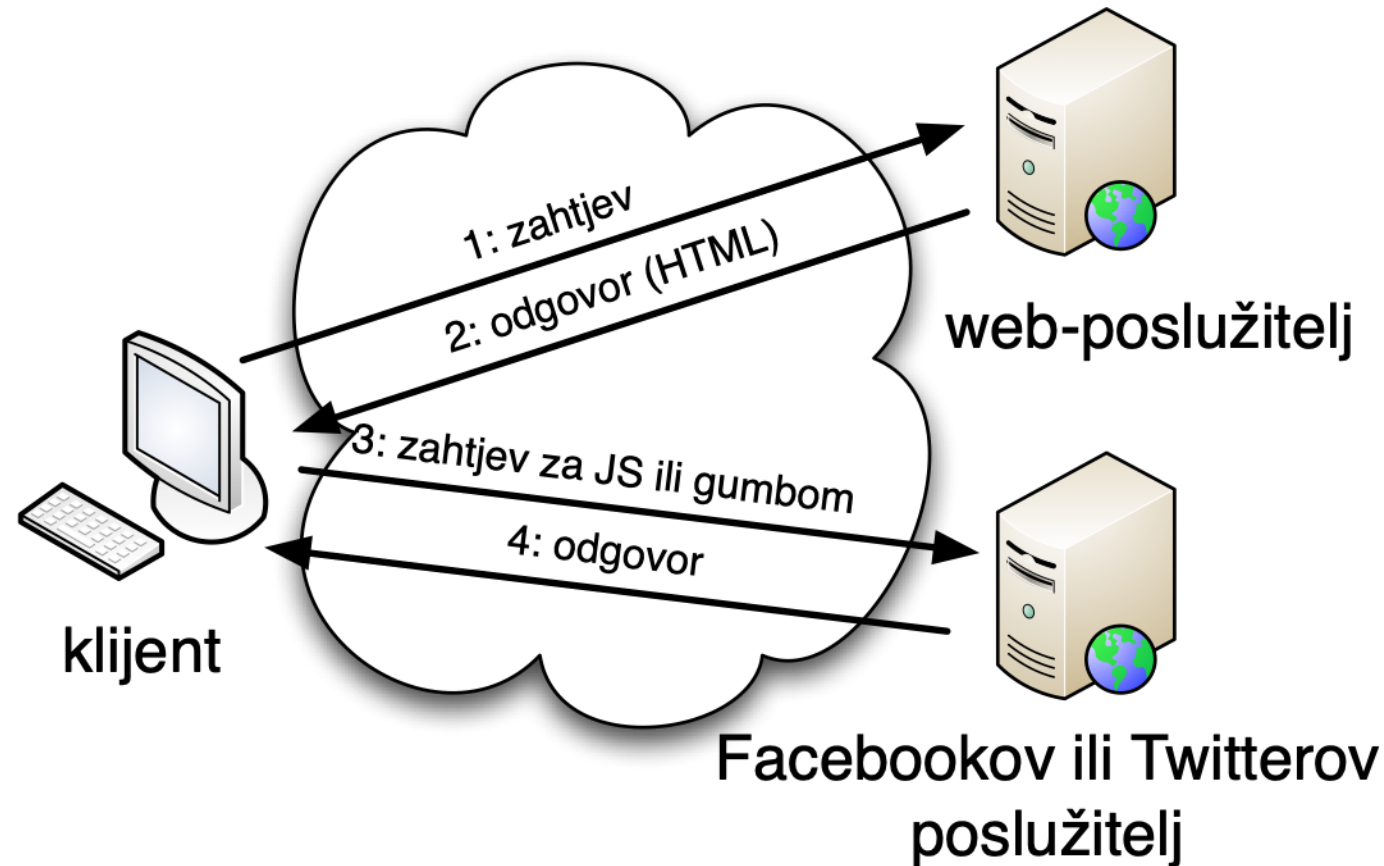 1: zahtjev
2: odgovor (HTML)
web-poslužitelj
3: zahtjev za JS ili gumbom
4: odgovor
klijent
Facebookov ili Twitterov
poslužitelj